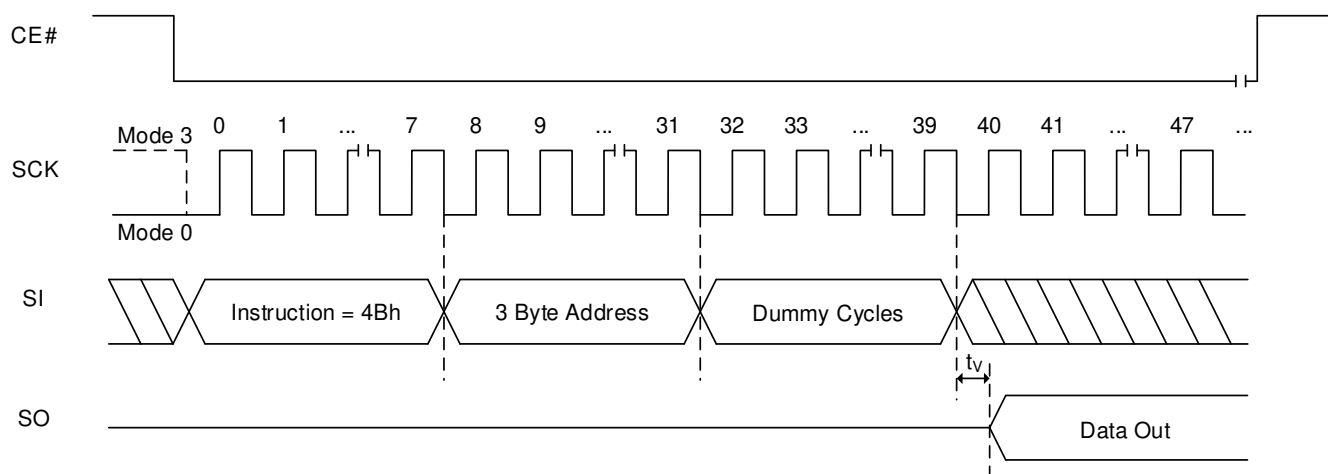 CE#
Mode 3 0 1 ... 7 8 9 ... 31 32 33 ... 39 40 41 ... 47 ...
SCK
Mode 0
SI Instruction = 4Bh 3 Byte Address Dummy Cycles
tV
SO Data Out